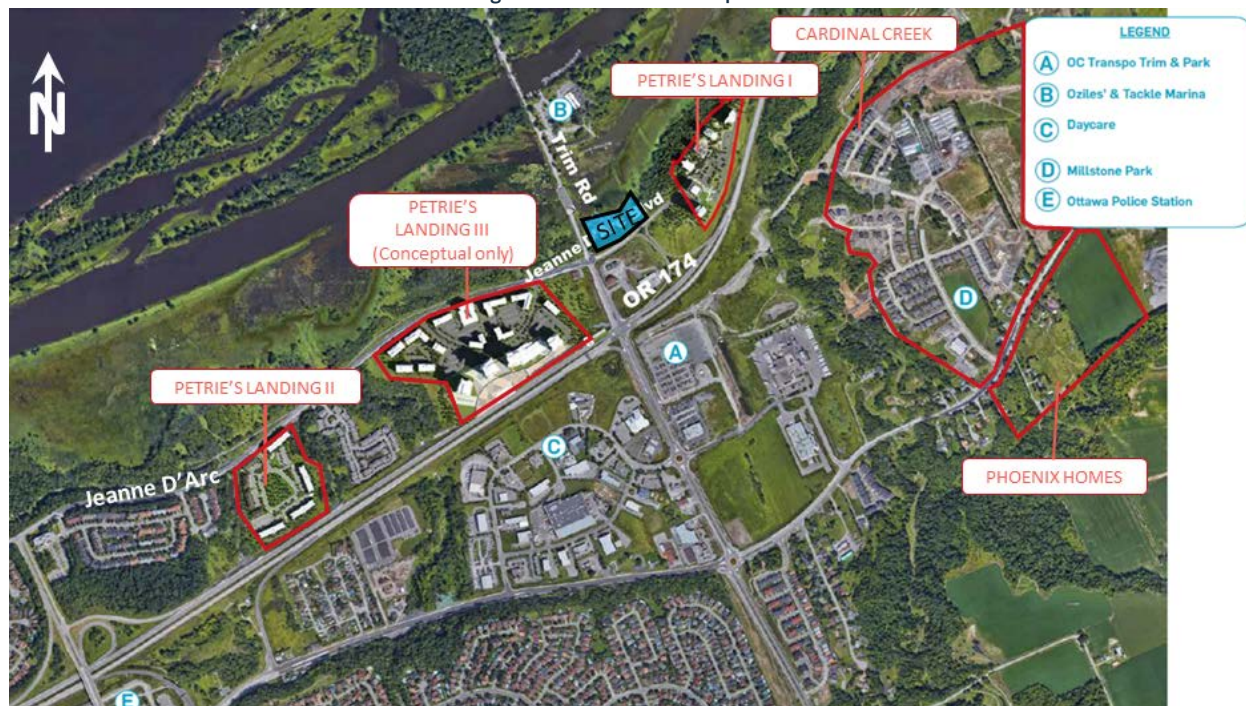 N
CARDINAL CREEK
PETRIE'S LANDING I
LEGEND
A OC Transpo Trim & Park
B Oziles' & Tackle Marina
C Daycare
D Millstone Park
E Ottawa Police Station
B
Trim Rd
PETRIE'S
LANDING III
(Conceptual only)
SITE
Jeanne
lvd
OR 174
D
A
PETRIE'S LANDING II
C
Jeanne D'Arc
PHOENIX HOMES
E